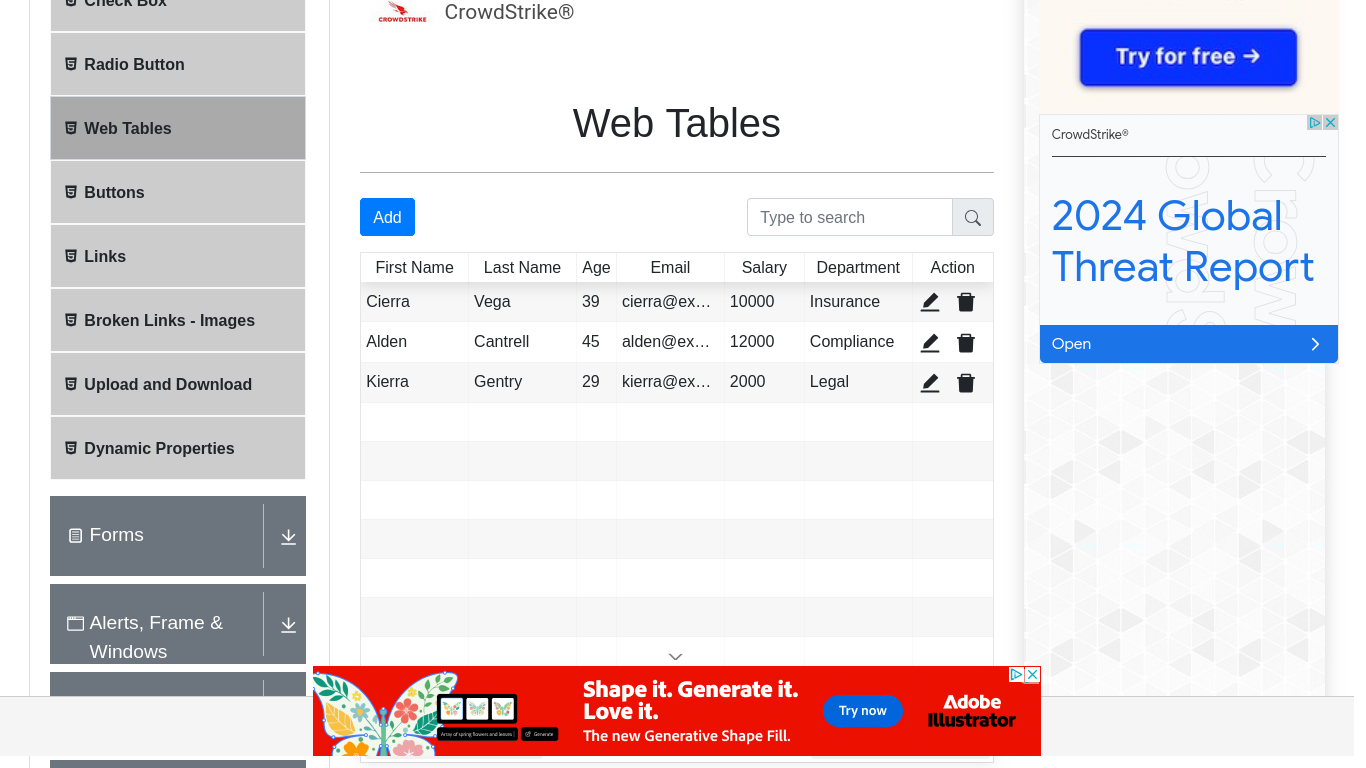 Check Box
Radio Button
Web Tables
Buttons
Links
Broken Links - Images
Upload and Download
Dynamic Properties
Forms
Alerts, Frame &
Windows
CROWDSTRIKE
CrowdStrike®
Web Tables
Add
Type to search
First Name Last Name Age Email Salary Department Action
Cierra Vega 39 cierra@ex… 10000 Insurance
Alden Cantrell 45 alden@ex… 12000 Compliance
Kierra Gentry 29 kierra@ex… 2000 Legal
Try for free →
CrowdStrike®
2024 Global
Threat Report
Open
Array of spring flowers and leaves
Generate
Shape it. Generate it.
Love it.
The new Generative Shape Fill.
Try now
Adobe
Illustrator